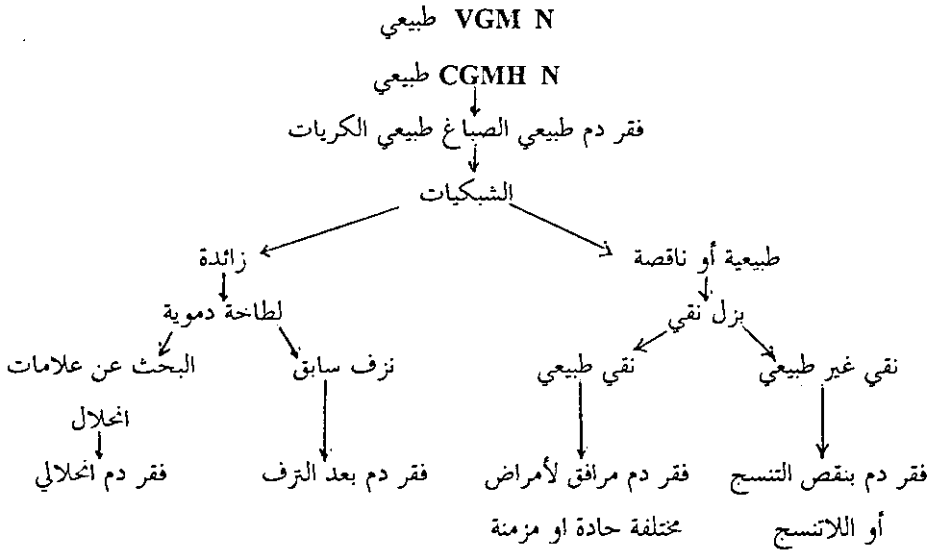 VGM N طبيعي
CGMH N طبيعي
فقر دم طبيعي الصباغ طبيعي الكريات
الشبكيات
طبيعية أو ناقصة
زائدة
بزل نقي
لطاخة دموية
نقي غير طبيعي
نقي طبيعي
نزف سابق
البحث عن علامات
انحلال
فقر دم بنقص التنسج
أو اللاتنسج
فقر دم مرافق لأمراض
مختلفة حادة او مزمنة
فقر دم بعد النزف
فقر دم انحلالي